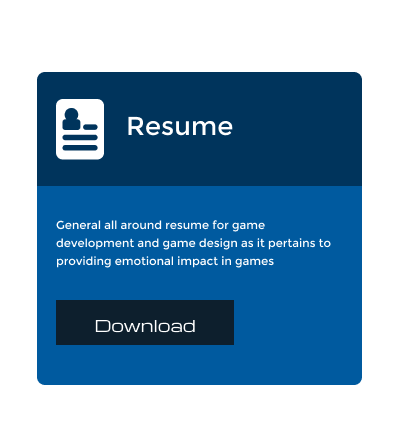 Resume
General all around resume for game
development and game design as it pertains to
providing emotional impact in games
Download